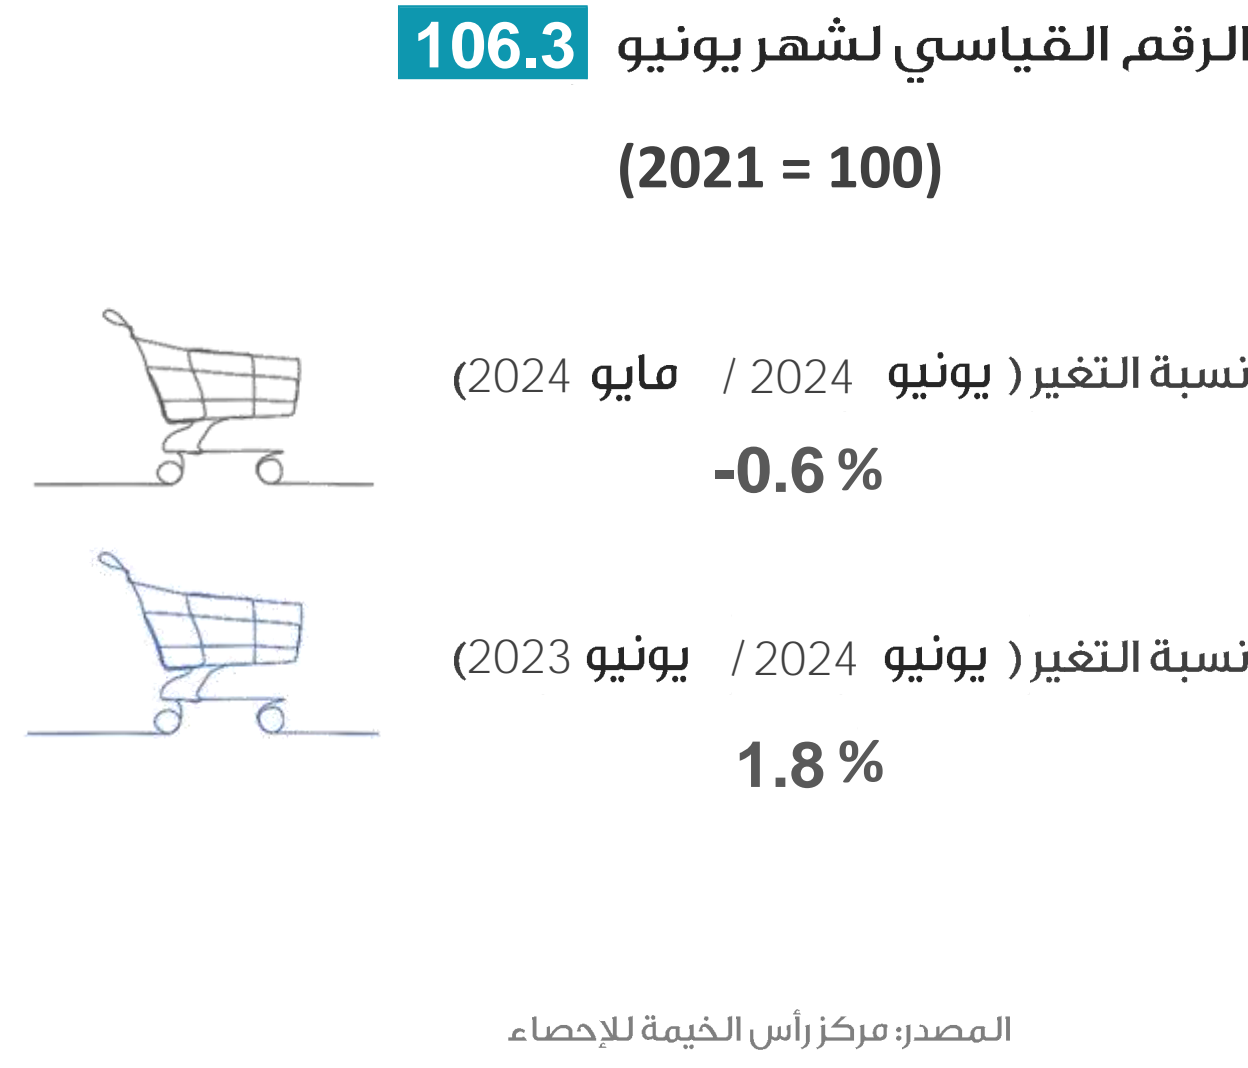 الرقم القياسي لشهر يونيو 106.3
(2021 = 100)
نسبة التغير ( يونيو 2024 / مايو 2024)
-0.6 %
نسبة التغير ( يونيو 2024 / يونيو 2023)
1.8 %
المصدر: مركز رأس الخيمة للإحصاء